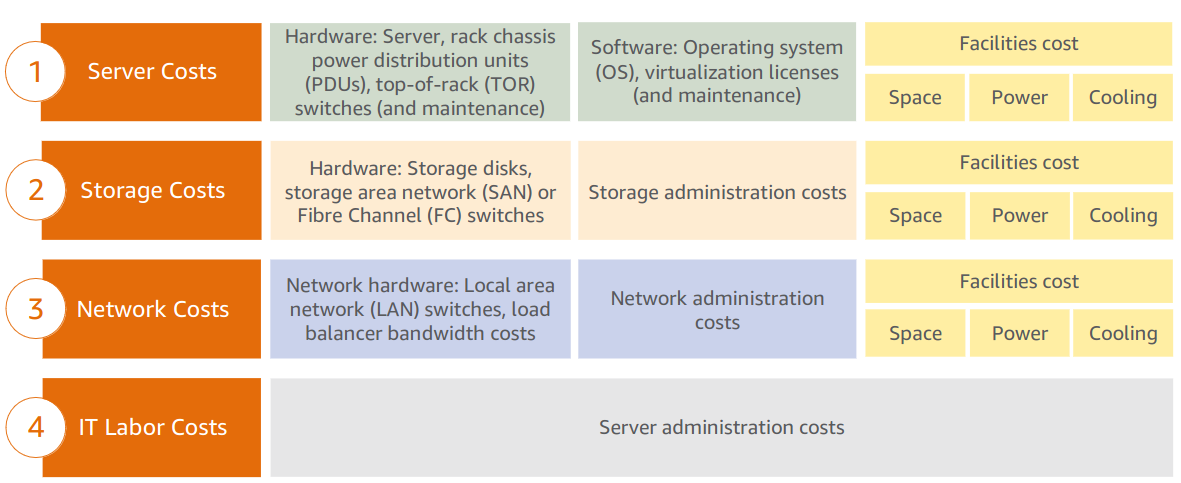 1
Server Costs
Hardware: Server, rack chassis
power distribution units
(PDUs), top-of-rack (TOR)
switches (and maintenance)
Software: Operating system
(OS), virtualization licenses
(and maintenance)
Facilities cost
Space
Power
Cooling
2
Storage Costs
Hardware: Storage disks,
storage area network (SAN) or
Fibre Channel (FC) switches
Storage administration costs
Facilities cost
Space
Power
Cooling
3
Network Costs
Network hardware: Local area
network (LAN) switches, load
balancer bandwidth costs
Network administration
costs
Facilities cost
Space
Power
Cooling
4
IT Labor Costs
Server administration costs